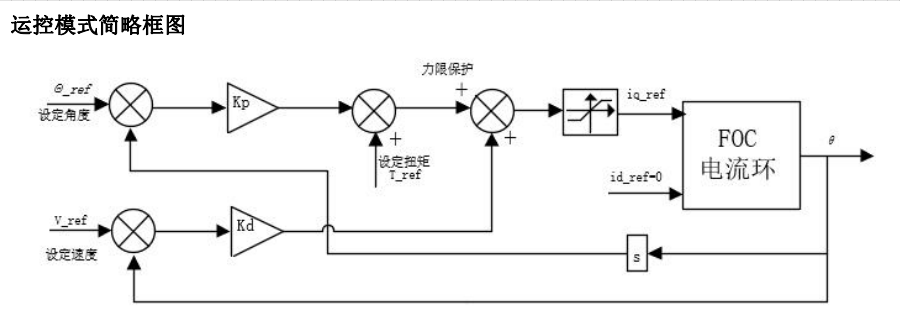 运控模式简略框图
力限保护
Θ_ref
设定角度
Kp
+
+
设定扭矩
T_ref
+
iq_ref
FOC
电流环
θ
id_ref=0
V_ref
设定速度
Kd
s